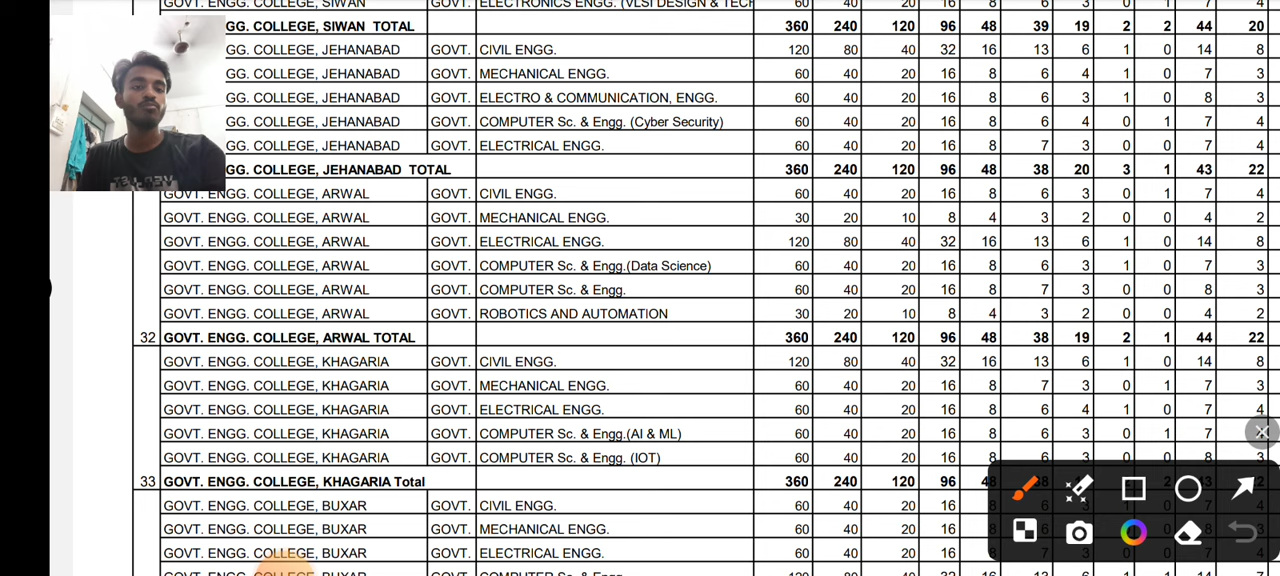 GG. COLLEGE, SIWAN GOVT. ELECTRONICS ENGG. (VLSI DESIGN & TECH 60 40 20 16 8 6 3 0 1 7 4
GG. COLLEGE, SIWAN TOTAL 360 240 120 96 48 39 19 2 2 44 20
GG. COLLEGE, JEHANABAD GOVT. CIVIL ENGG. 120 80 40 32 16 13 6 1 0 14 8
GG. COLLEGE, JEHANABAD GOVT. MECHANICAL ENGG. 60 40 20 16 8 6 4 1 0 7 3
GG. COLLEGE, JEHANABAD GOVT. ELECTRO & COMMUNICATION, ENGG. 60 40 20 16 8 6 3 1 0 8 3
GG. COLLEGE, JEHANABAD GOVT. COMPUTER Sc. & Engg. (Cyber Security) 60 40 20 16 8 6 4 0 1 7 4
GG. COLLEGE, JEHANABAD GOVT. ELECTRICAL ENGG. 60 40 20 16 8 7 3 0 0 7 4
GG. COLLEGE, JEHANABAD TOTAL 360 240 120 96 48 38 20 3 1 43 22
GOVT. ENGG. COLLEGE, ARWAL GOVT. CIVIL ENGG. 60 40 20 16 8 6 3 0 1 7 4
GOVT. ENGG. COLLEGE, ARWAL GOVT. MECHANICAL ENGG. 30 20 10 8 4 3 2 0 0 4 2
GOVT. ENGG. COLLEGE, ARWAL GOVT. ELECTRICAL ENGG. 120 80 40 32 16 13 6 1 0 14 8
GOVT. ENGG. COLLEGE, ARWAL GOVT. COMPUTER Sc. & Engg.(Data Science) 60 40 20 16 8 6 3 1 0 7 3
GOVT. ENGG. COLLEGE, ARWAL GOVT. COMPUTER Sc. & Engg. 60 40 20 16 8 7 3 0 0 8 3
GOVT. ENGG. COLLEGE, ARWAL GOVT. ROBOTICS AND AUTOMATION 30 20 10 8 4 3 2 0 0 4 2
32 GOVT. ENGG. COLLEGE, ARWAL TOTAL 360 240 120 96 48 38 19 2 1 44 22
GOVT. ENGG. COLLEGE, KHAGARIA GOVT. CIVIL ENGG. 120 80 40 32 16 13 6 1 0 14 8
GOVT. ENGG. COLLEGE, KHAGARIA GOVT. MECHANICAL ENGG. 60 40 20 16 8 7 3 0 1 7 3
GOVT. ENGG. COLLEGE, KHAGARIA GOVT. ELECTRICAL ENGG. 60 40 20 16 8 6 4 1 0 7 4
GOVT. ENGG. COLLEGE, KHAGARIA GOVT. COMPUTER Sc. & Engg.(AI & ML) 60 40 20 16 8 6 3 0 1 7
GOVT. ENGG. COLLEGE, KHAGARIA GOVT. COMPUTER Sc. & Engg. (IOT) 60 40 20 16 8 6 3 0 0 8 3
33 GOVT. ENGG. COLLEGE, KHAGARIA Total 360 240 120 96 48
GOVT. ENGG. COLLEGE, BUXAR GOVT. CIVIL ENGG. 60 40 20 16
GOVT. ENGG. COLLEGE, BUXAR GOVT. MECHANICAL ENGG. 60 40 20 16
GOVT. ENGG. COLLEGE, BUXAR GOVT. ELECTRICAL ENGG. 60 40 20 16
GOVT. ENGG. COLLEGE, BUXAR GOVT. COMPUTER Sc. & Engg. 120 80 40 32 16 13 6 1 1 14 7